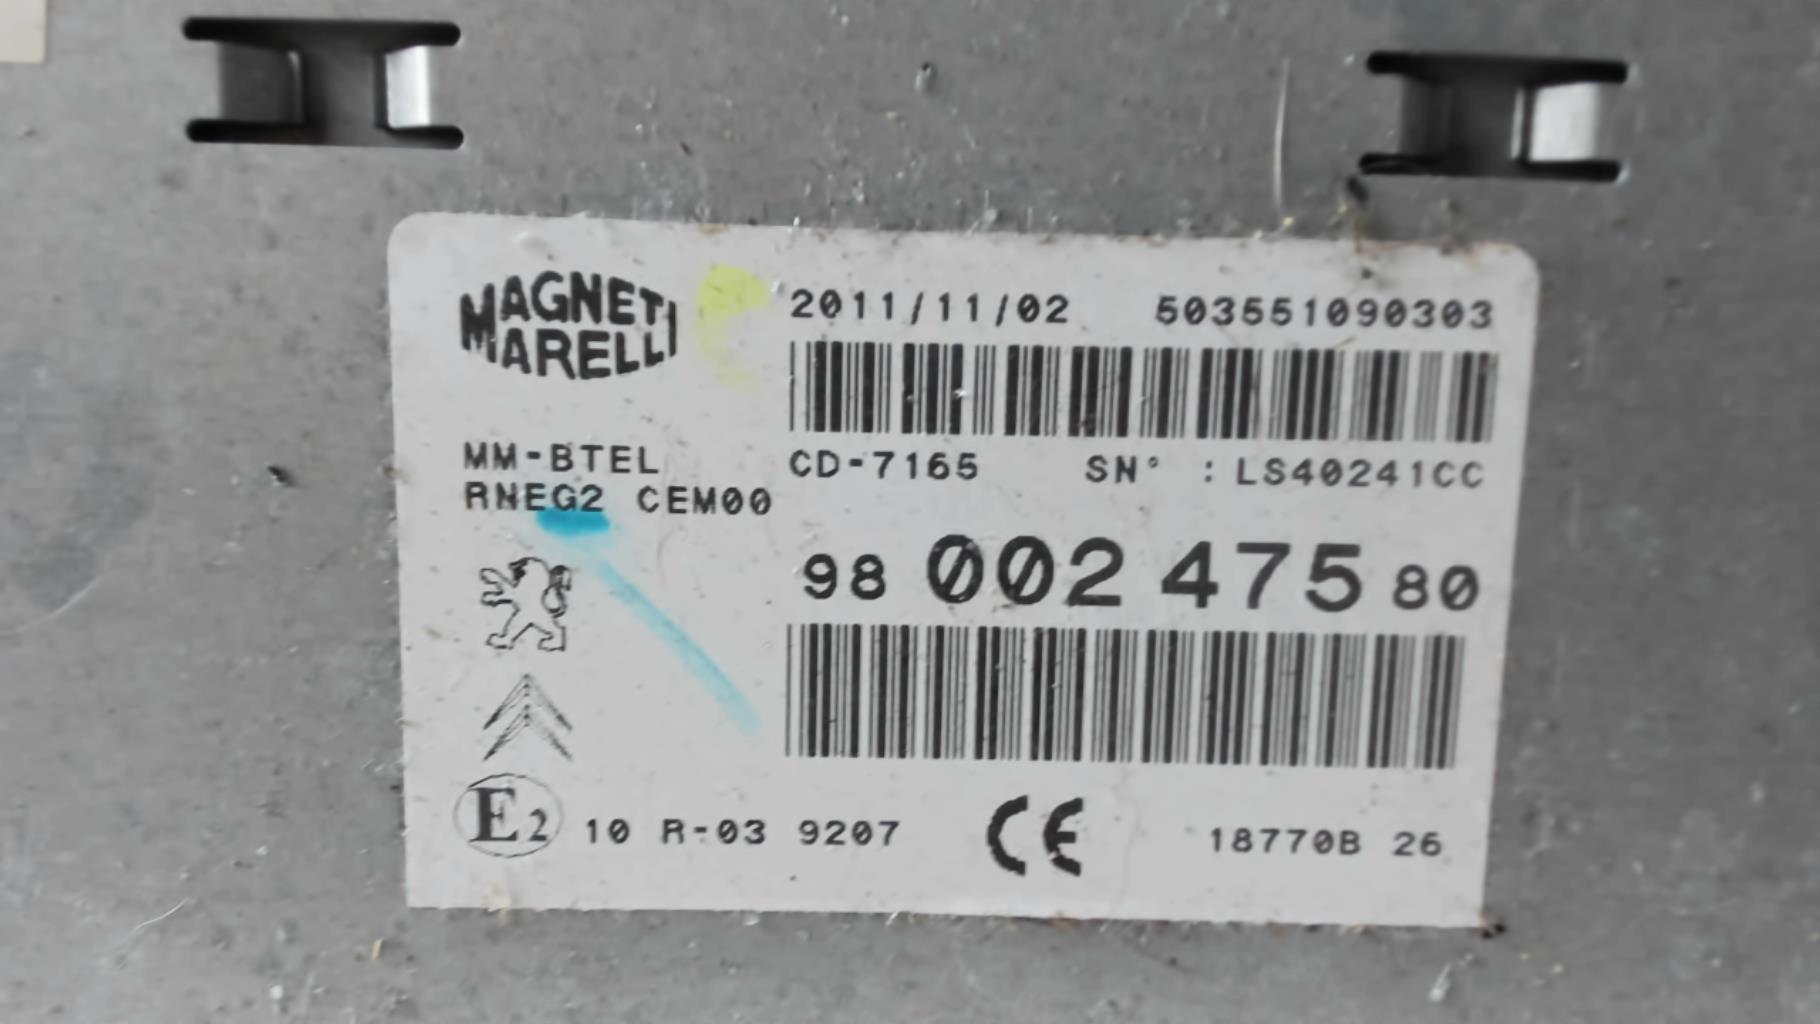 MAGNETI
MARELLI
2011/11/02 503551090303
MM-BTEL
RNEG2 CEM00
CD-7165 SN° : LS40241CC
98 002 475 80
E2 10 R-03 9207 CE 18770B 26